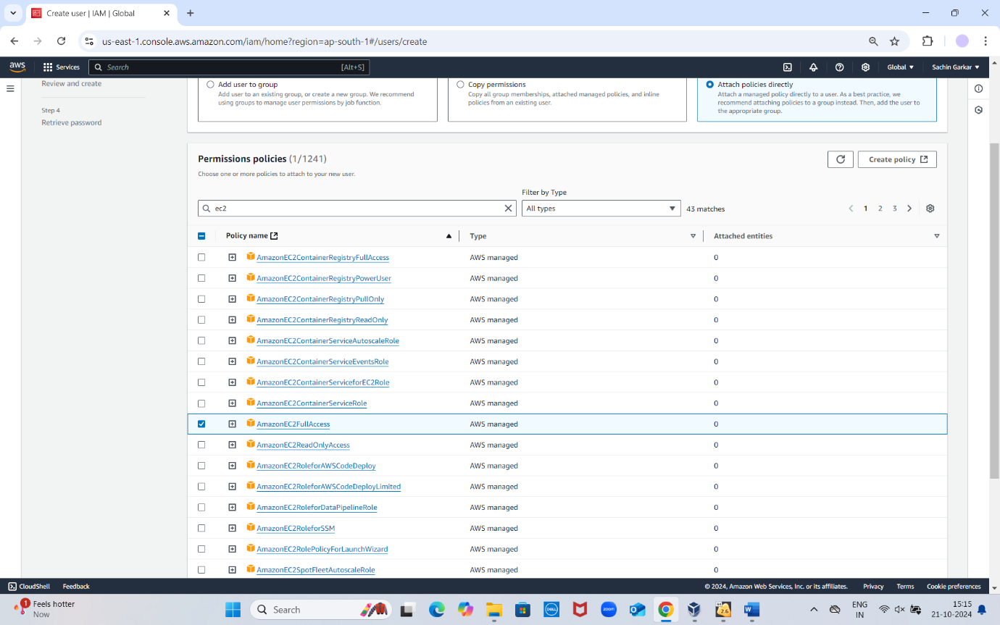 Create user | IAM | Global
us-east-1.console.aws.amazon.com/iam/home?region=ap-south-1#/users/create
aws
Services
Search
[Alt+S]
Global
Sachin Garkar
Review and create
Step 4
Retrieve password
Add user to group
Add user to an existing group, or create a new group. We recommend
using groups to manage user permissions by job function.
Copy permissions
Copy all group memberships, attached managed policies, and inline
policies from an existing user.
Attach policies directly
Attach a managed policy directly to a user. As a best practice, we
recommend attaching policies to a group instead. Then, add the user to
the appropriate group.
Permissions policies (1/1241)
Choose one or more policies to attach to your new user.
Create policy
Filter by Type
ec2
All types
43 matches
1 2 3
Policy name Type Attached entities
AmazonEC2ContainerRegistryFullAccess AWS managed 0
AmazonEC2ContainerRegistryPowerUser AWS managed 0
AmazonEC2ContainerRegistryPullOnly AWS managed 0
AmazonEC2ContainerRegistryReadOnly AWS managed 0
AmazonEC2ContainerServiceAutoscaleRole AWS managed 0
AmazonEC2ContainerServiceEventsRole AWS managed 0
AmazonEC2ContainerServiceforEC2Role AWS managed 0
AmazonEC2ContainerServiceRole AWS managed 0
AmazonEC2FullAccess AWS managed 0
AmazonEC2ReadOnlyAccess AWS managed 0
AmazonEC2RoleforAWSCodeDeploy AWS managed 0
AmazonEC2RoleforAWSCodeDeployLimited AWS managed 0
AmazonEC2RoleforDataPipelineRole AWS managed 0
AmazonEC2RoleforSSM AWS managed 0
AmazonEC2RolePolicyForLaunchWizard AWS managed 0
AmazonEC2SpotFleetAutoscaleRole AWS managed 0
CloudShell Feedback © 2024, Amazon Web Services, Inc. or its affiliates. Privacy Terms Cookie preferences
1
Feels hotter
Now
Search
DELL
zoom
2.6
W
ENG
IN
15:15
21-10-2024